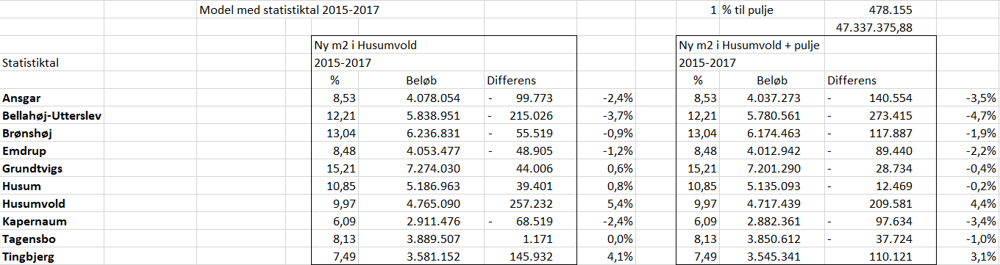 Model med statistiktal 2015-2017 1 % til pulje 478.155
47.337.375,88
Ny m2 i Husumvold Ny m2 i Husumvold + pulje
Statistiktal 2015-2017 2015-2017
% Beløb Differens % Beløb Differens
Ansgar 8,53 4.078.054 - 99.773 -2,4% 8,53 4.037.273 - 140.554 -3,5%
Bellahøj-Utterslev 12,21 5.838.951 - 215.026 -3,7% 12,21 5.780.561 - 273.415 -4,7%
Brønshøj 13,04 6.236.831 - 55.519 -0,9% 13,04 6.174.463 - 117.887 -1,9%
Emdrup 8,48 4.053.477 - 48.905 -1,2% 8,48 4.012.942 - 89.440 -2,2%
Grundtvigs 15,21 7.274.030 44.006 0,6% 15,21 7.201.290 - 28.734 -0,4%
Husum 10,85 5.186.963 39.401 0,8% 10,85 5.135.093 - 12.469 -0,2%
Husumvold 9,97 4.765.090 257.232 5,4% 9,97 4.717.439 209.581 4,4%
Kapernaum 6,09 2.911.476 - 68.519 -2,4% 6,09 2.882.361 - 97.634 -3,4%
Tagensbo 8,13 3.889.507 1.171 0,0% 8,13 3.850.612 - 37.724 -1,0%
Tingbjerg 7,49 3.581.152 145.932 4,1% 7,49 3.545.341 110.121 3,1%